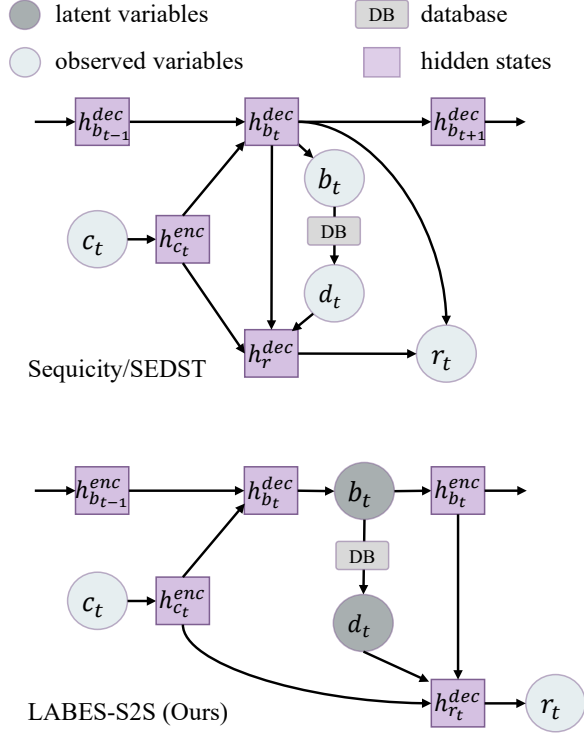 latent variables DB database
observed variables hidden states
h_{b_{t-1}}^{dec} h_{b_t}^{dec} h_{b_{t+1}}^{dec}
b_t
c_t h_{c_t}^{enc} DB
d_t
h_r^{dec} r_t
Sequicity/SEDST
h_{b_{t-1}}^{enc} h_{b_t}^{dec} b_t h_{b_t}^{enc}
DB
c_t h_{c_t}^{enc}
d_t
h_{r_t}^{dec} r_t
LABES-S2S (Ours)